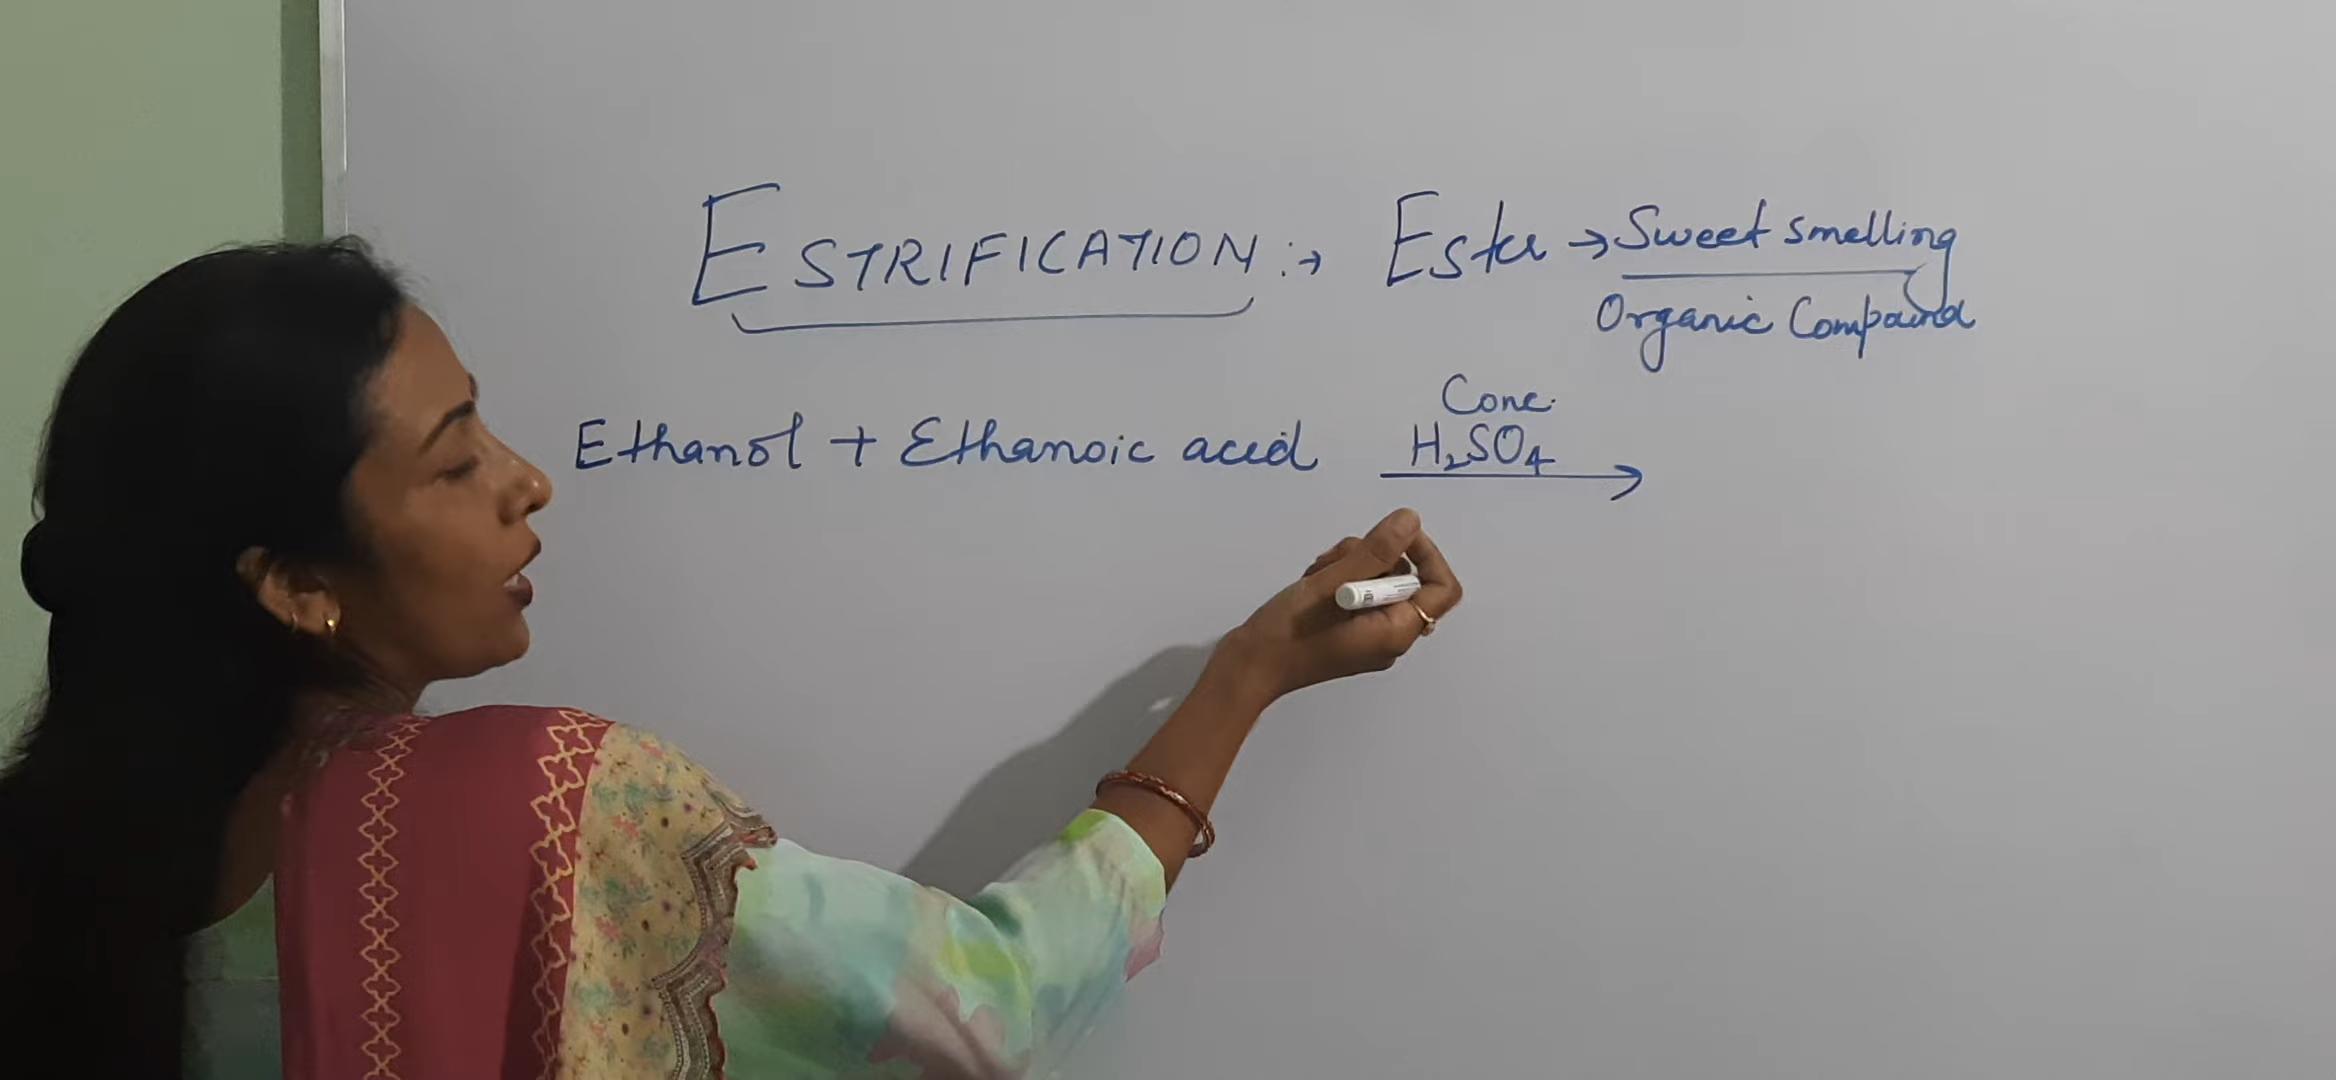 ESTRIFICATION :→ Ester → Sweet smelling
Organic Compound
Conc.
Ethanol + Ethanoic acid H₂SO₄ →